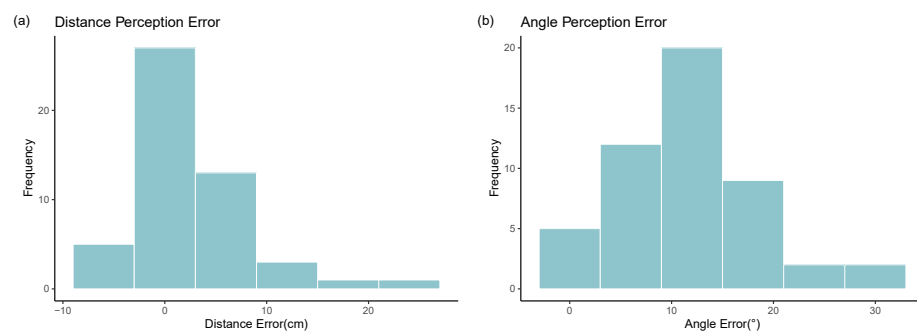 (a) Distance Perception Error
Frequency
20
10
0
−10 0 10 20
Distance Error(cm)
(b) Angle Perception Error
Frequency
20
15
10
5
0
0 10 20 30
Angle Error(°)